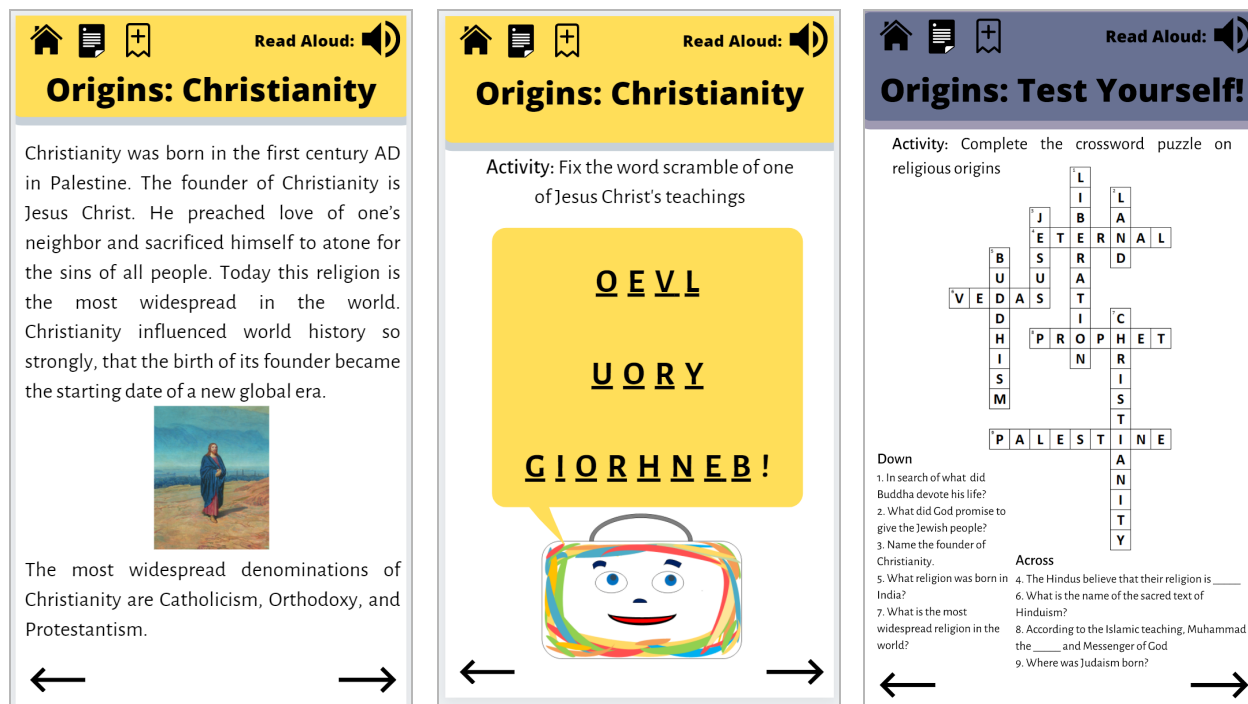 Read Aloud:
Origins: Christianity
Christianity was born in the first century AD
in Palestine. The founder of Christianity is
Jesus Christ. He preached love of one's
neighbor and sacrificed himself to atone for
the sins of all people. Today this religion is
the most widespread in the world.
Christianity influenced world history so
strongly, that the birth of its founder became
the starting date of a new global era.
The most widespread denominations of
Christianity are Catholicism, Orthodoxy, and
Protestantism.
Read Aloud:
Origins: Christianity
Activity: Fix the word scramble of one
of Jesus Christ's teachings
O E V L
U O R Y
G I O R H N E B !
Read Aloud:
Origins: Test Yourself!
Activity: Complete the crossword puzzle on
religious origins
1 L
I 2 L
3 J B A
4 E T E R N A L
5 B S R D
U U A
6 V E D A S T
D I 7 C
H 8 P R O P H E T
I N R
S I
M S
T
9 P A L E S T I N E
A
N
I
T
Y
Down
1. In search of what did
Buddha devote his life?
2. What did God promise to
give the Jewish people?
3. Name the founder of
Christianity.
5. What religion was born in
India?
7. What is the most
widespread religion in the
world?
Across
4. The Hindus believe that their religion is _____
6. What is the name of the sacred text of
Hinduism?
8. According to the Islamic teaching, Muhammad
the _____ and Messenger of God
9. Where was Judaism born?